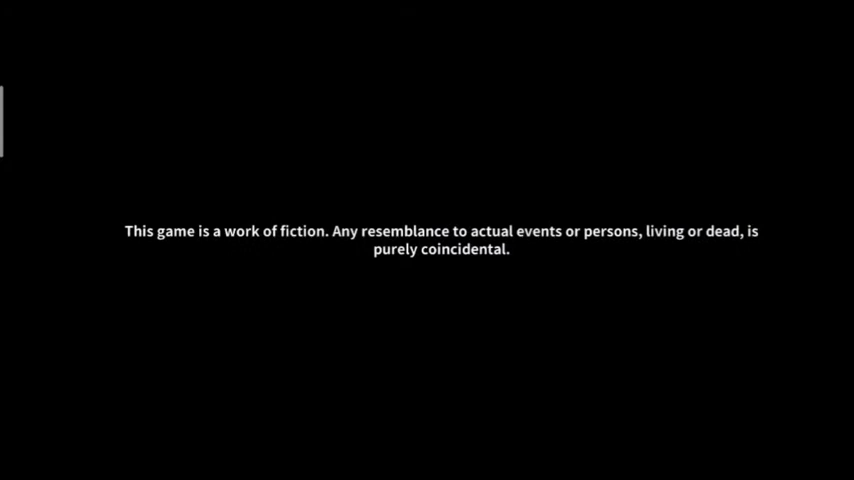 This game is a work of fiction. Any resemblance to actual events or persons, living or dead, is
purely coincidental.